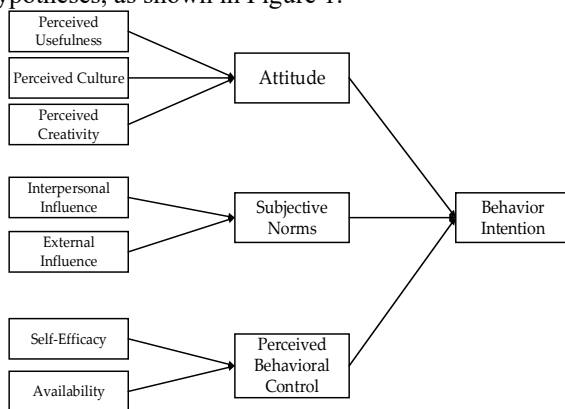 ypotheses, as shown in Figure 1.
Perceived
Usefulness
Perceived Culture
Perceived
Creativity
Attitude
Interpersonal
Influence
External
Influence
Subjective
Norms
Behavior
Intention
Self-Efficacy
Availability
Perceived
Behavioral
Control